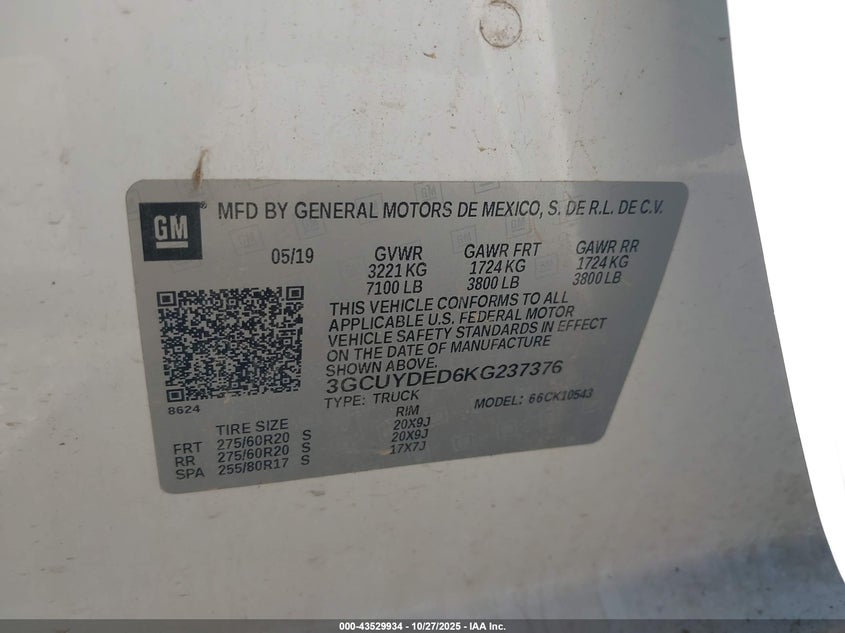 GM
MFD BY GENERAL MOTORS DE MEXICO, S. DE R.L. DE C.V.
05/19 GVWR GAWR FRT GAWR RR
3221 KG 1724 KG 1724 KG
7100 LB 3800 LB 3800 LB
THIS VEHICLE CONFORMS TO ALL
APPLICABLE U.S. FEDERAL MOTOR
VEHICLE SAFETY STANDARDS IN EFFECT
ON THE DATE OF MANUFACTURE
SHOWN ABOVE.
3GCUYDED6KG237376
TYPE: TRUCK MODEL: 66CK10543
8624
TIRE SIZE RIM
FRT 275/60R20 S 20X9J
RR 275/60R20 S 20X9J
SPA 255/80R17 S 17X7J
000-43529934 - 10/27/2025 - IAA Inc.